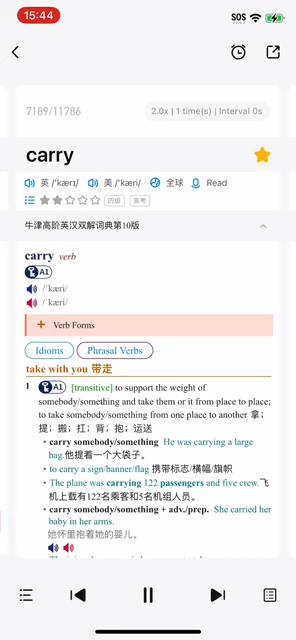 15:44
SOS
7189/11786
2.0x | 1 time(s) | Interval 0s
carry
英 /'kærɪ/ 美 /'kæri/ 全球 Read
四级 高考
牛津高阶英汉双解词典第10版
carry verb
A1
/ˈkæri/
/ˈkæri/
+ Verb Forms
Idioms Phrasal Verbs
take with you 带走
1 A1 [transitive] to support the weight of
somebody/something and take them or it from place to place;
to take somebody/something from one place to another 拿;
提;搬;扛;背;抱;运送
• carry somebody/something He was carrying a large
bag.他提着一个大袋子。
• to carry a sign/banner/flag 携带标志/横幅/旗帜
• The plane was carrying 122 passengers and five crew.飞
机上载有122名乘客和5名机组人员。
• carry somebody/something + adv./prep. She carried her
baby in her arms.
她怀里抱着她的婴儿。